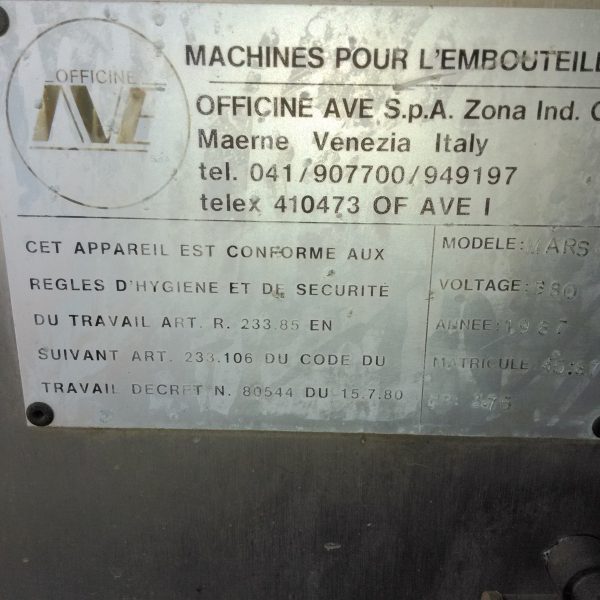 OFFICINE
AVE
MACHINES POUR L'EMBOUTEILL
OFFICINE AVE S.p.A. Zona Ind.
Maerne Venezia Italy
tel. 041/907700/949197
telex 410473 OF AVE I
CET APPAREIL EST CONFORME AUX
REGLES D'HYGIENE ET DE SECURITÉ
DU TRAVAIL ART. R. 233.85 EN
SUIVANT ART. 233.106 DU CODE DU
TRAVAIL DECRET N. 80544 DU 15.7.80
MODELE:
VOLTAGE: 380
ANNEE: 1987
MATRICULE